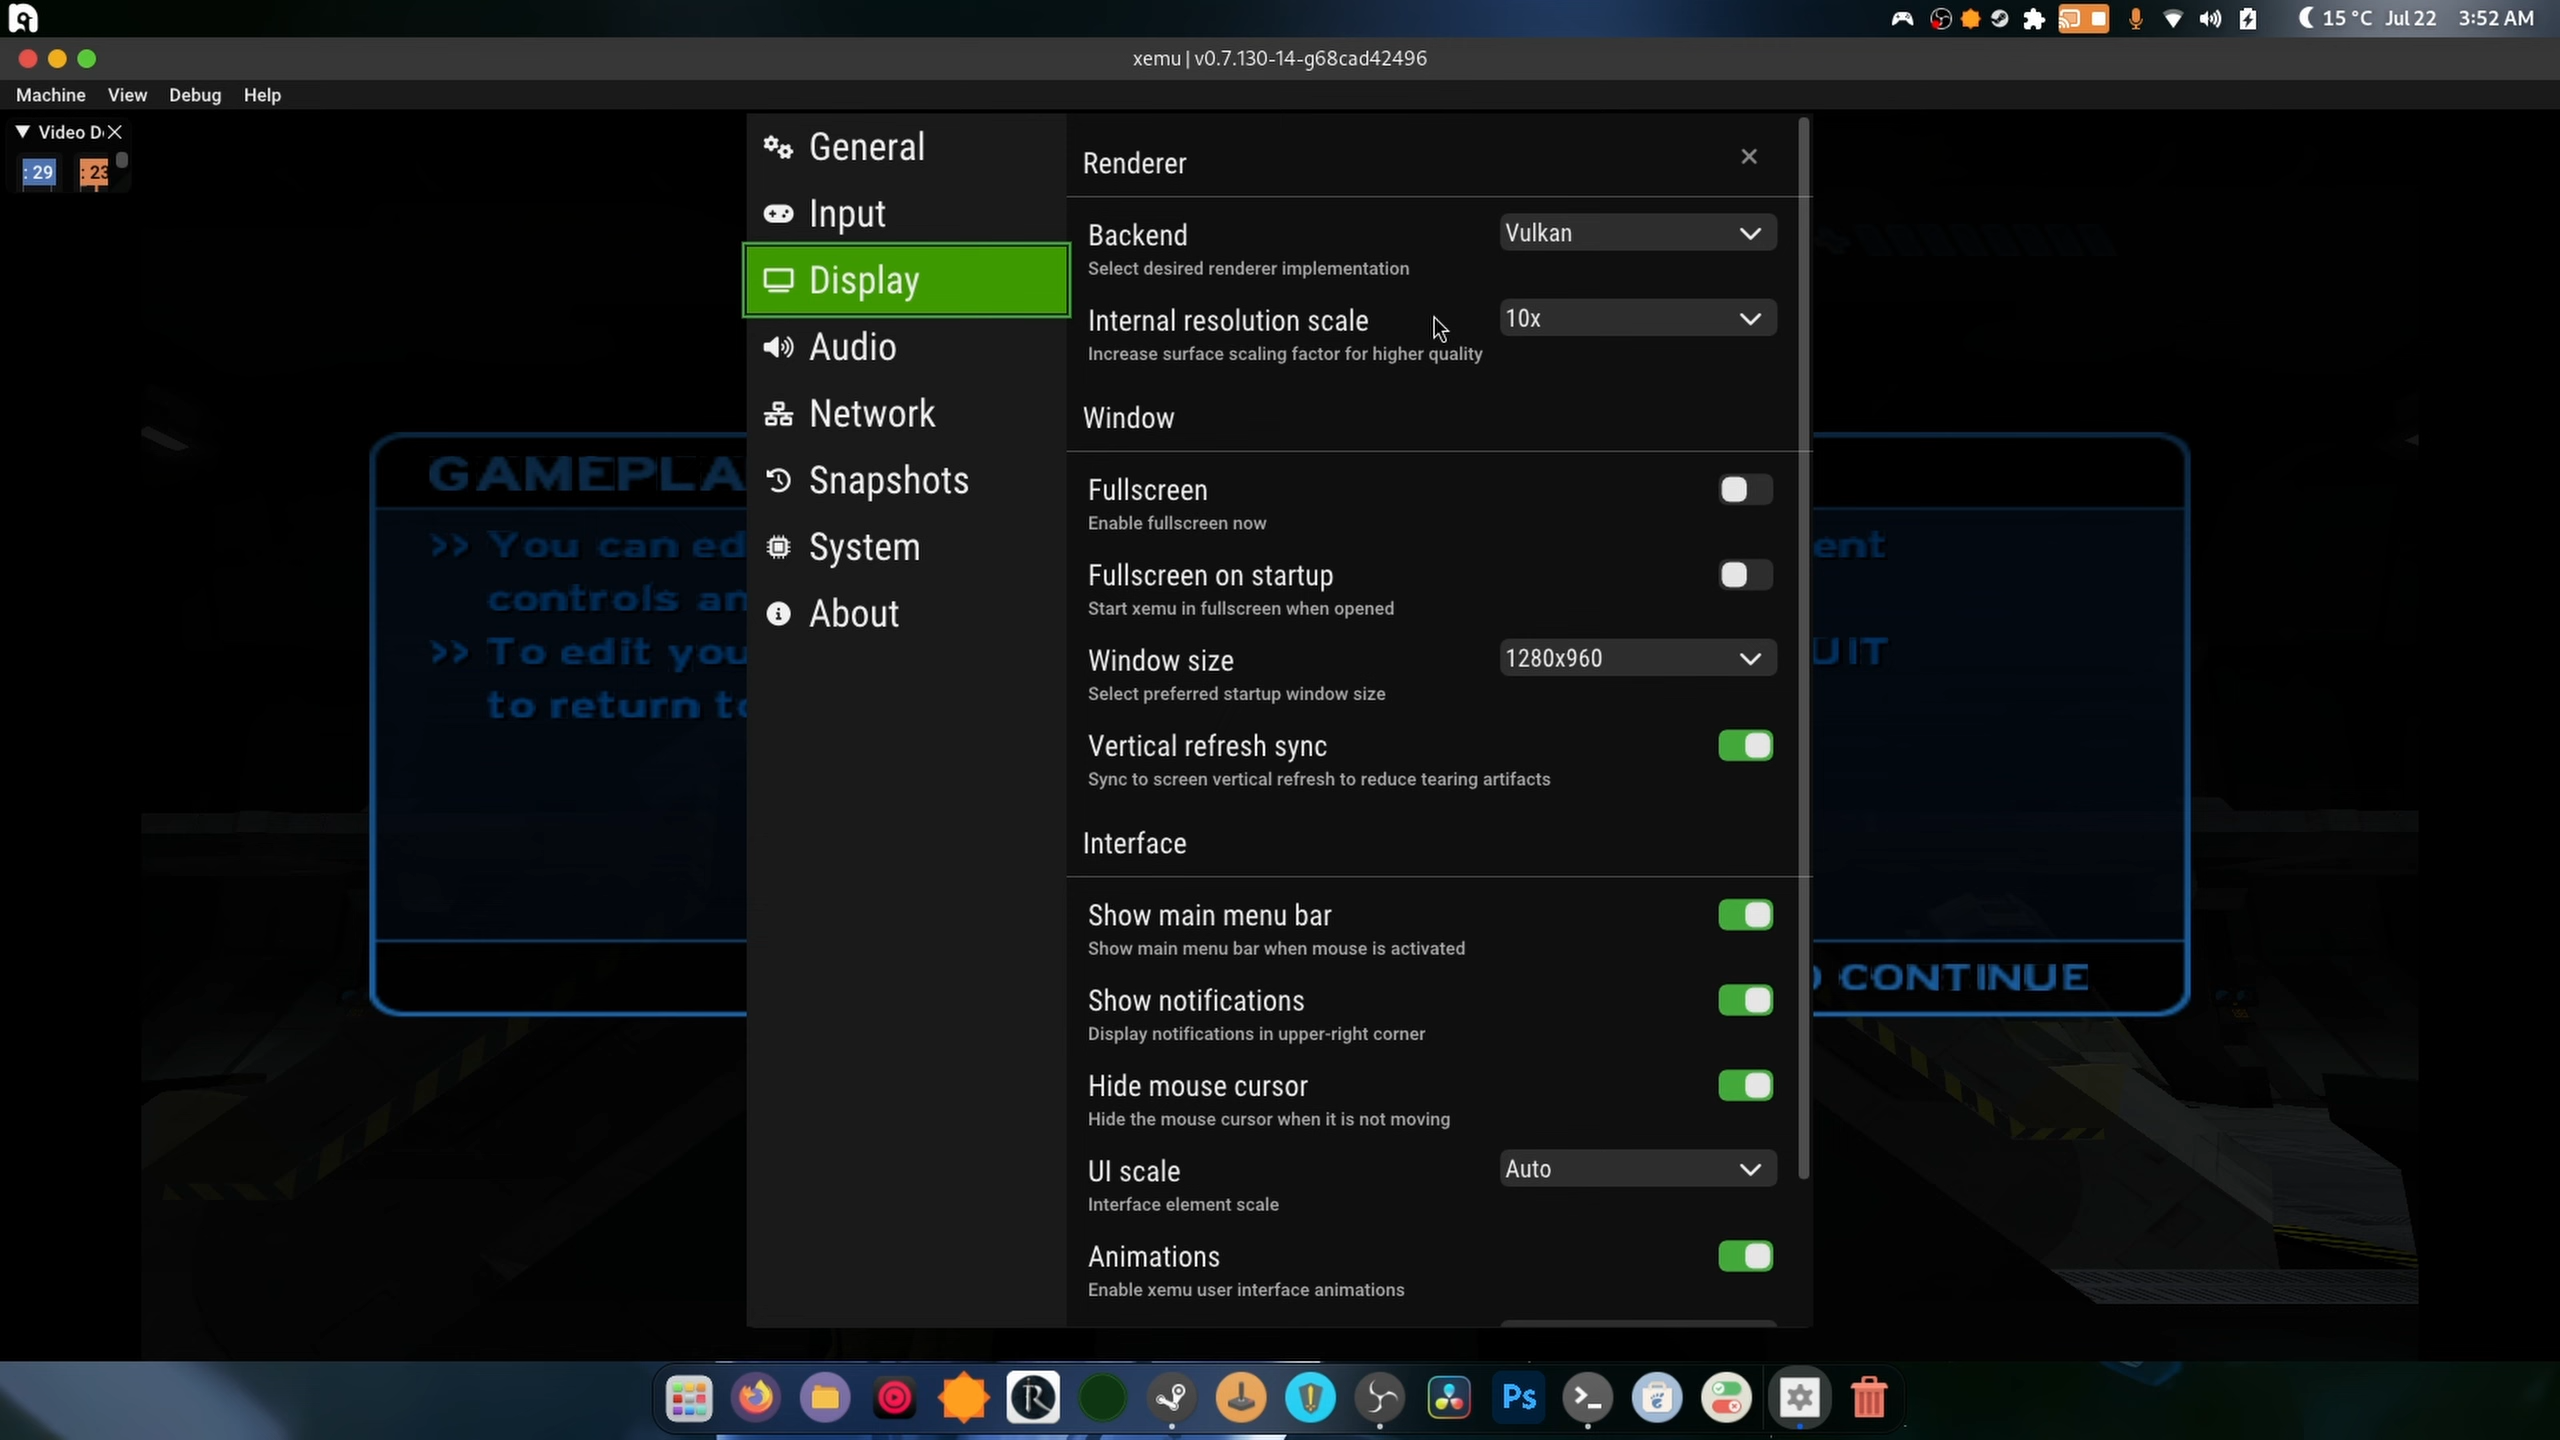 15 °C Jul 22 3:52 AM
xemu | v0.7.130-14-g68cad42496
Machine View Debug Help
Video D
: 29 : 23
General
Input
Display
Audio
Network
Snapshots
System
About
Renderer
Backend
Vulkan
Select desired renderer implementation
Internal resolution scale
10x
Increase surface scaling factor for higher quality
Window
Fullscreen
Enable fullscreen now
Fullscreen on startup
Start xemu in fullscreen when opened
Window size
1280x960
Select preferred startup window size
Vertical refresh sync
Sync to screen vertical refresh to reduce tearing artifacts
Interface
Show main menu bar
Show main menu bar when mouse is activated
Show notifications
Display notifications in upper-right corner
Hide mouse cursor
Hide the mouse cursor when it is not moving
UI scale
Auto
Interface element scale
Animations
Enable xemu user interface animations
GAMEPLA
>> You can ed
controls an
>> To edit you
to return to
ent
UIT
CONTINUE
R
Ps